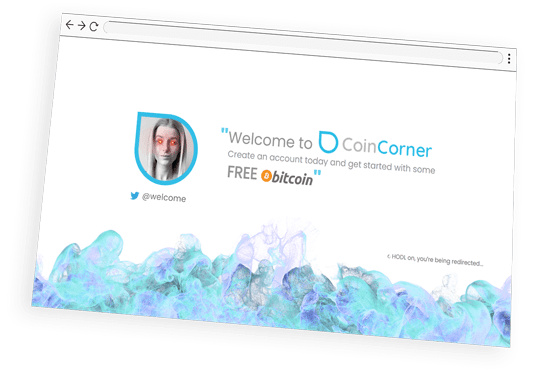 "Welcome to CoinCorner
Create an account today and get started with some
FREE bitcoin"
@welcome
HODL on, you're being redirected...